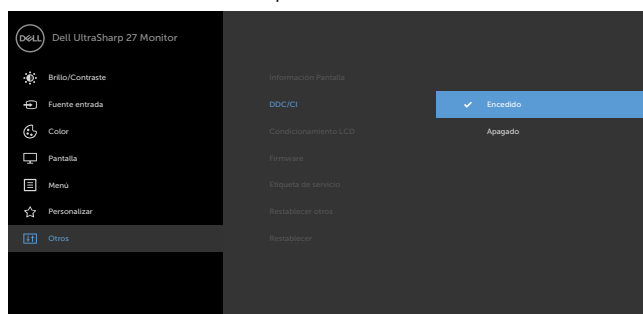 DELL Dell UltraSharp 27 Monitor
Brillo/Contraste
Fuente entrada
Color
Pantalla
Menú
Personalizar
Otros
Información Pantalla
DDC/CI
Condicionamiento LCD
Firmware
Etiqueta de servicio
Restablecer otros
Restablecer
Encedido
Apagado